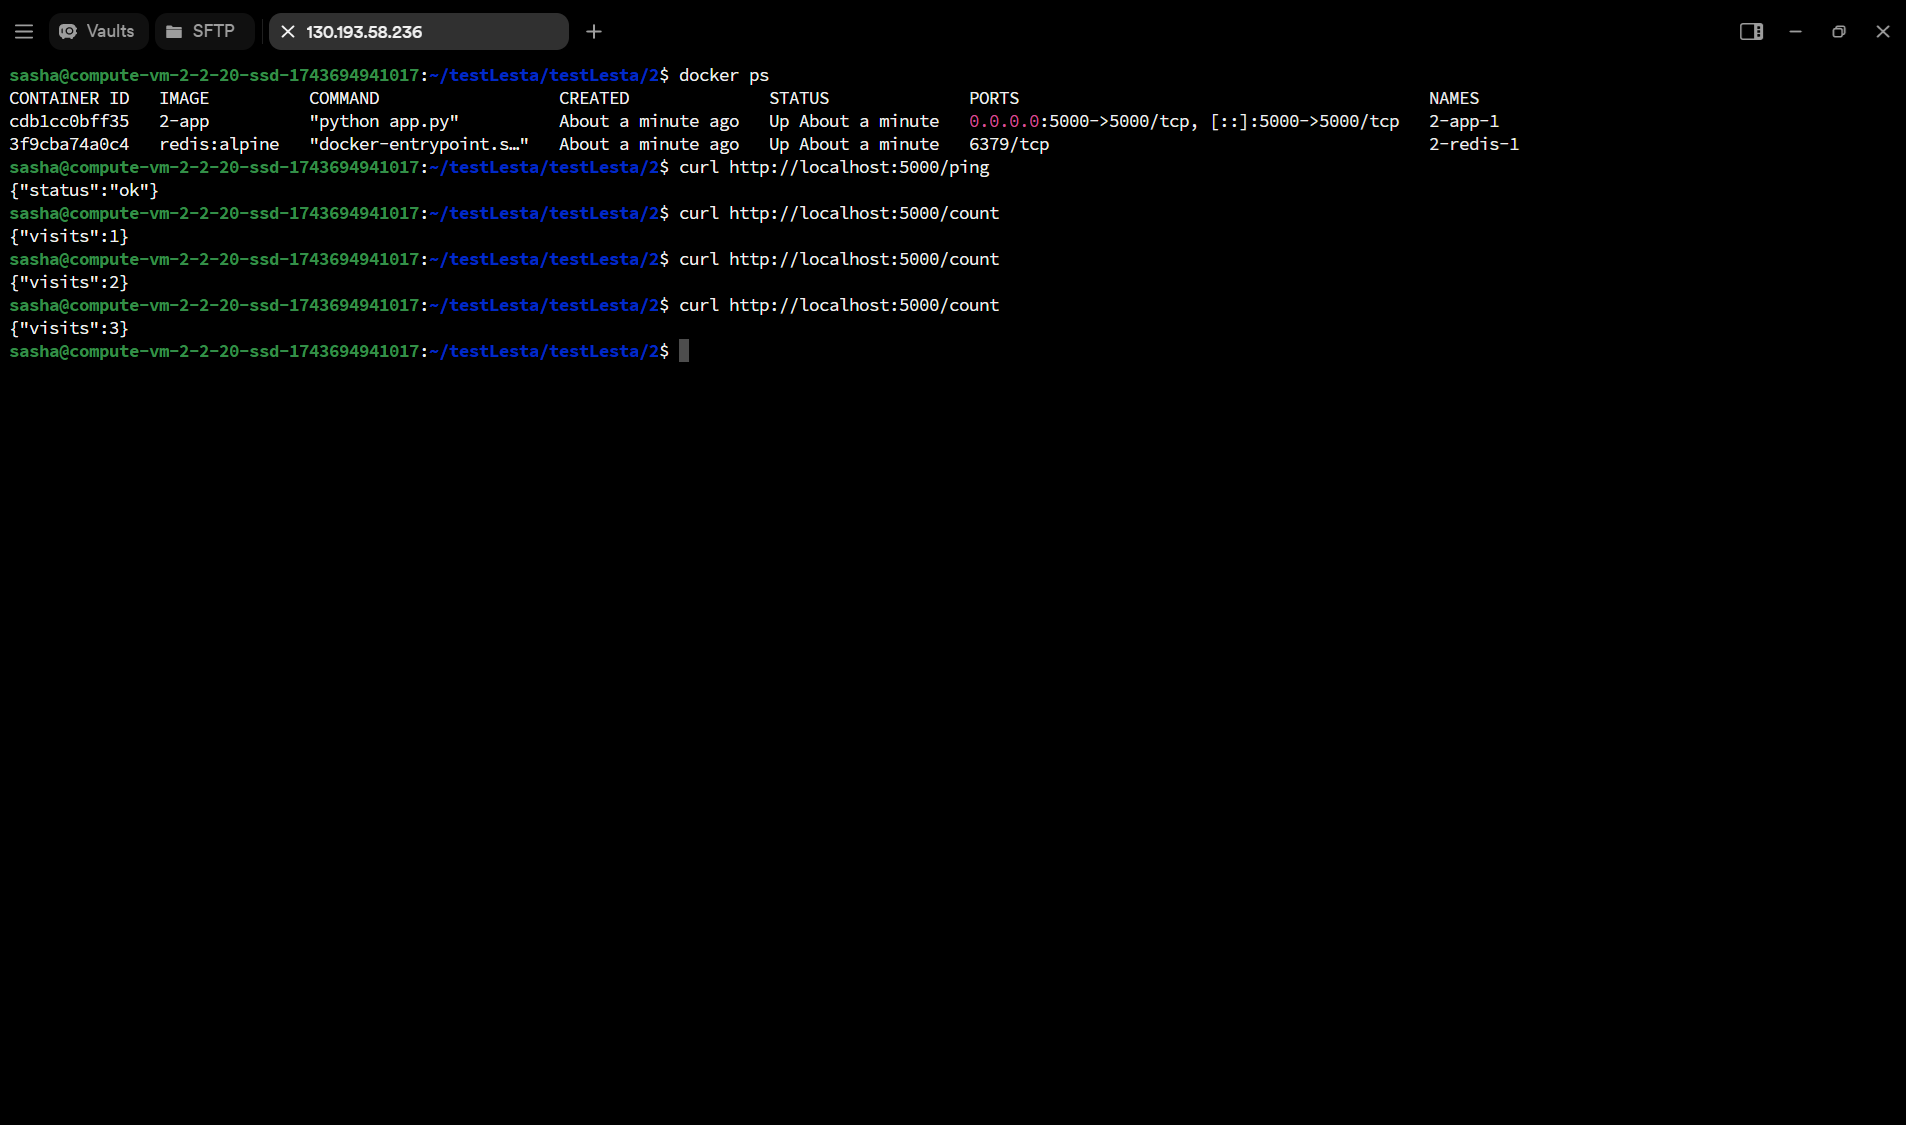 Vaults SFTP 130.193.58.236
sasha@compute-vm-2-2-20-ssd-1743694941017:~/testLesta/testLesta/2$ docker ps
CONTAINER ID   IMAGE          COMMAND                  CREATED              STATUS              PORTS                                         NAMES
cdb1cc0bff35   2-app          "python app.py"          About a minute ago   Up About a minute   0.0.0.0:5000->5000/tcp, [::]:5000->5000/tcp   2-app-1
3f9cba74a0c4   redis:alpine   "docker-entrypoint.s…"   About a minute ago   Up About a minute   6379/tcp                                      2-redis-1
sasha@compute-vm-2-2-20-ssd-1743694941017:~/testLesta/testLesta/2$ curl http://localhost:5000/ping
{"status":"ok"}
sasha@compute-vm-2-2-20-ssd-1743694941017:~/testLesta/testLesta/2$ curl http://localhost:5000/count
{"visits":1}
sasha@compute-vm-2-2-20-ssd-1743694941017:~/testLesta/testLesta/2$ curl http://localhost:5000/count
{"visits":2}
sasha@compute-vm-2-2-20-ssd-1743694941017:~/testLesta/testLesta/2$ curl http://localhost:5000/count
{"visits":3}
sasha@compute-vm-2-2-20-ssd-1743694941017:~/testLesta/testLesta/2$